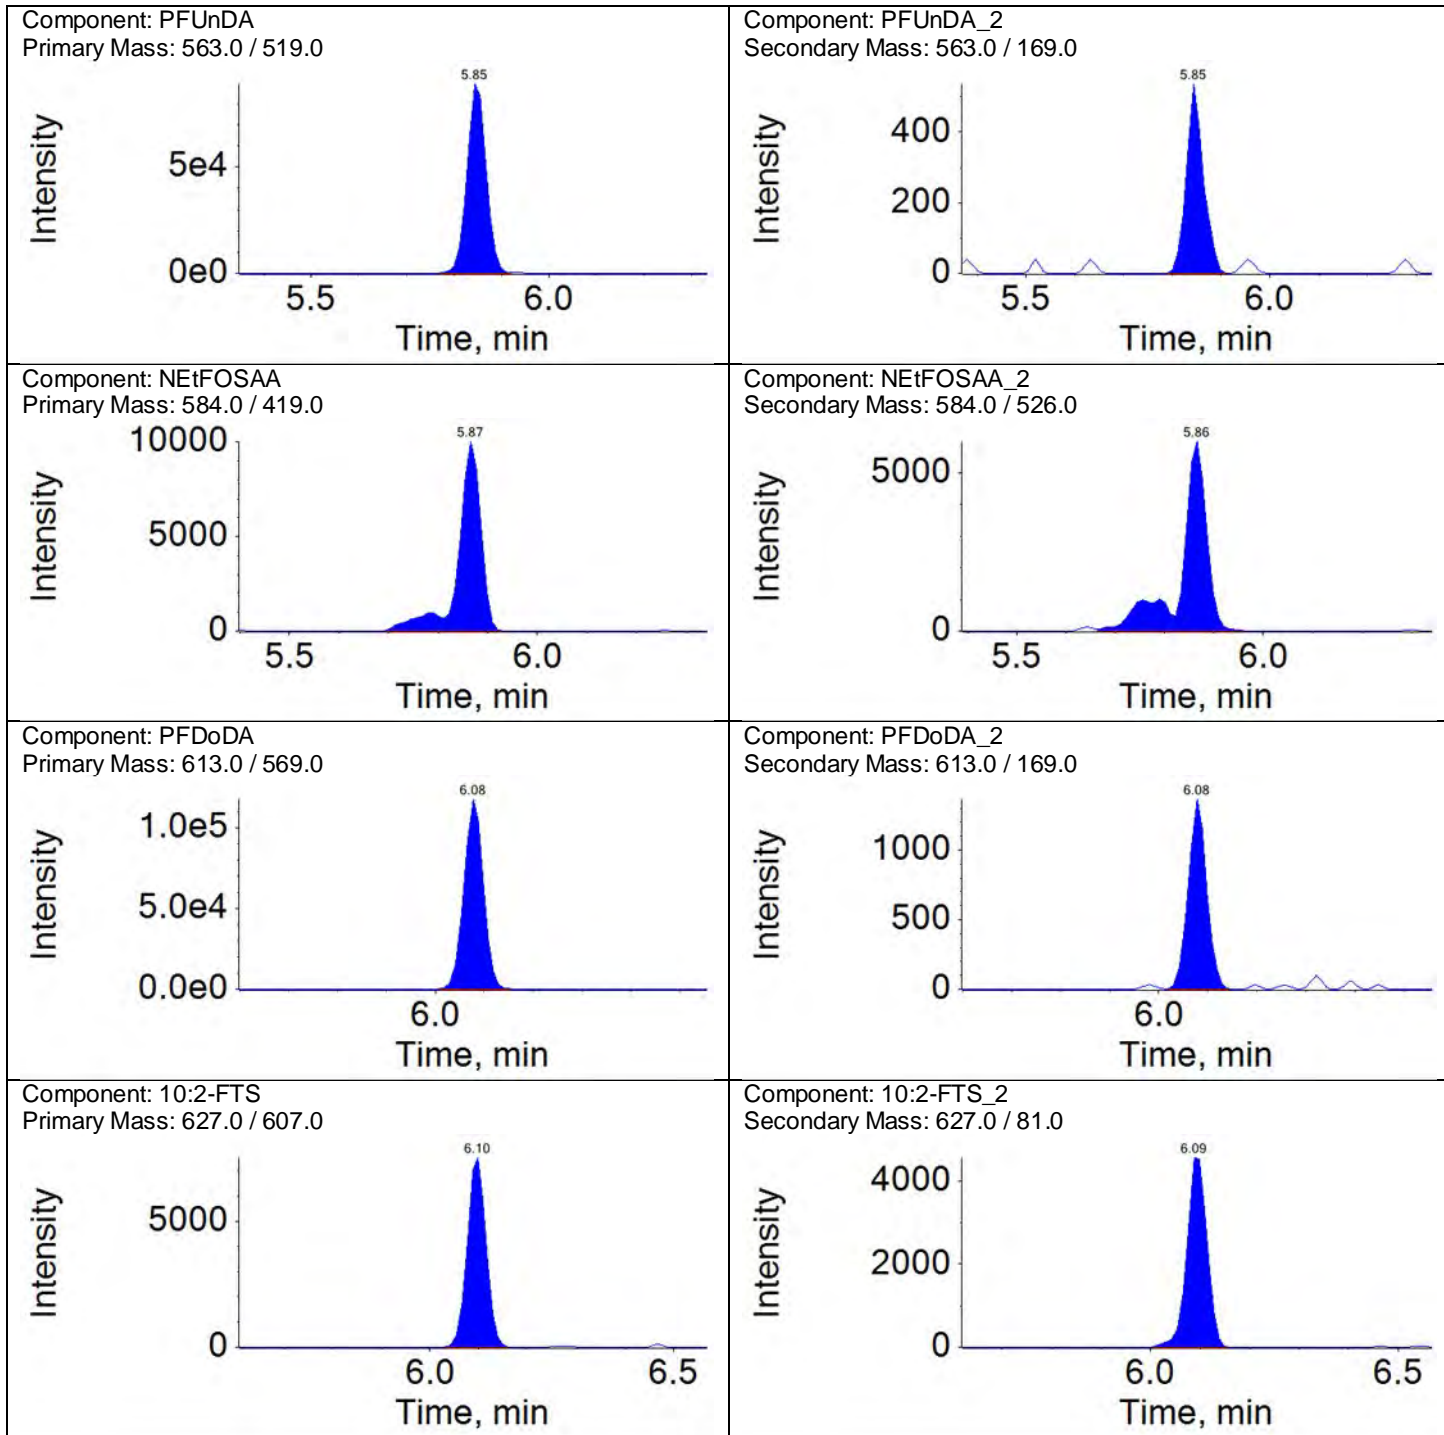 Component: PFUnDA
Primary Mass: 563.0 / 519.0
5.85
5e4
0e0
Intensity
5.5
6.0
Time, min
Component: PFUnDA_2
Secondary Mass: 563.0 / 169.0
5.85
400
200
0
Intensity
5.5
6.0
Time, min
Component: NEtFOSAA
Primary Mass: 584.0 / 419.0
5.87
10000
5000
0
Intensity
5.5
6.0
Time, min
Component: NEtFOSAA_2
Secondary Mass: 584.0 / 526.0
5.86
5000
0
Intensity
5.5
6.0
Time, min
Component: PFDoDA
Primary Mass: 613.0 / 569.0
6.08
1.0e5
5.0e4
0.0e0
Intensity
6.0
Time, min
Component: PFDoDA_2
Secondary Mass: 613.0 / 169.0
6.08
1000
500
0
Intensity
6.0
Time, min
Component: 10:2-FTS
Primary Mass: 627.0 / 607.0
6.10
5000
0
Intensity
6.0
6.5
Time, min
Component: 10:2-FTS_2
Secondary Mass: 627.0 / 81.0
6.09
4000
2000
0
Intensity
6.0
6.5
Time, min